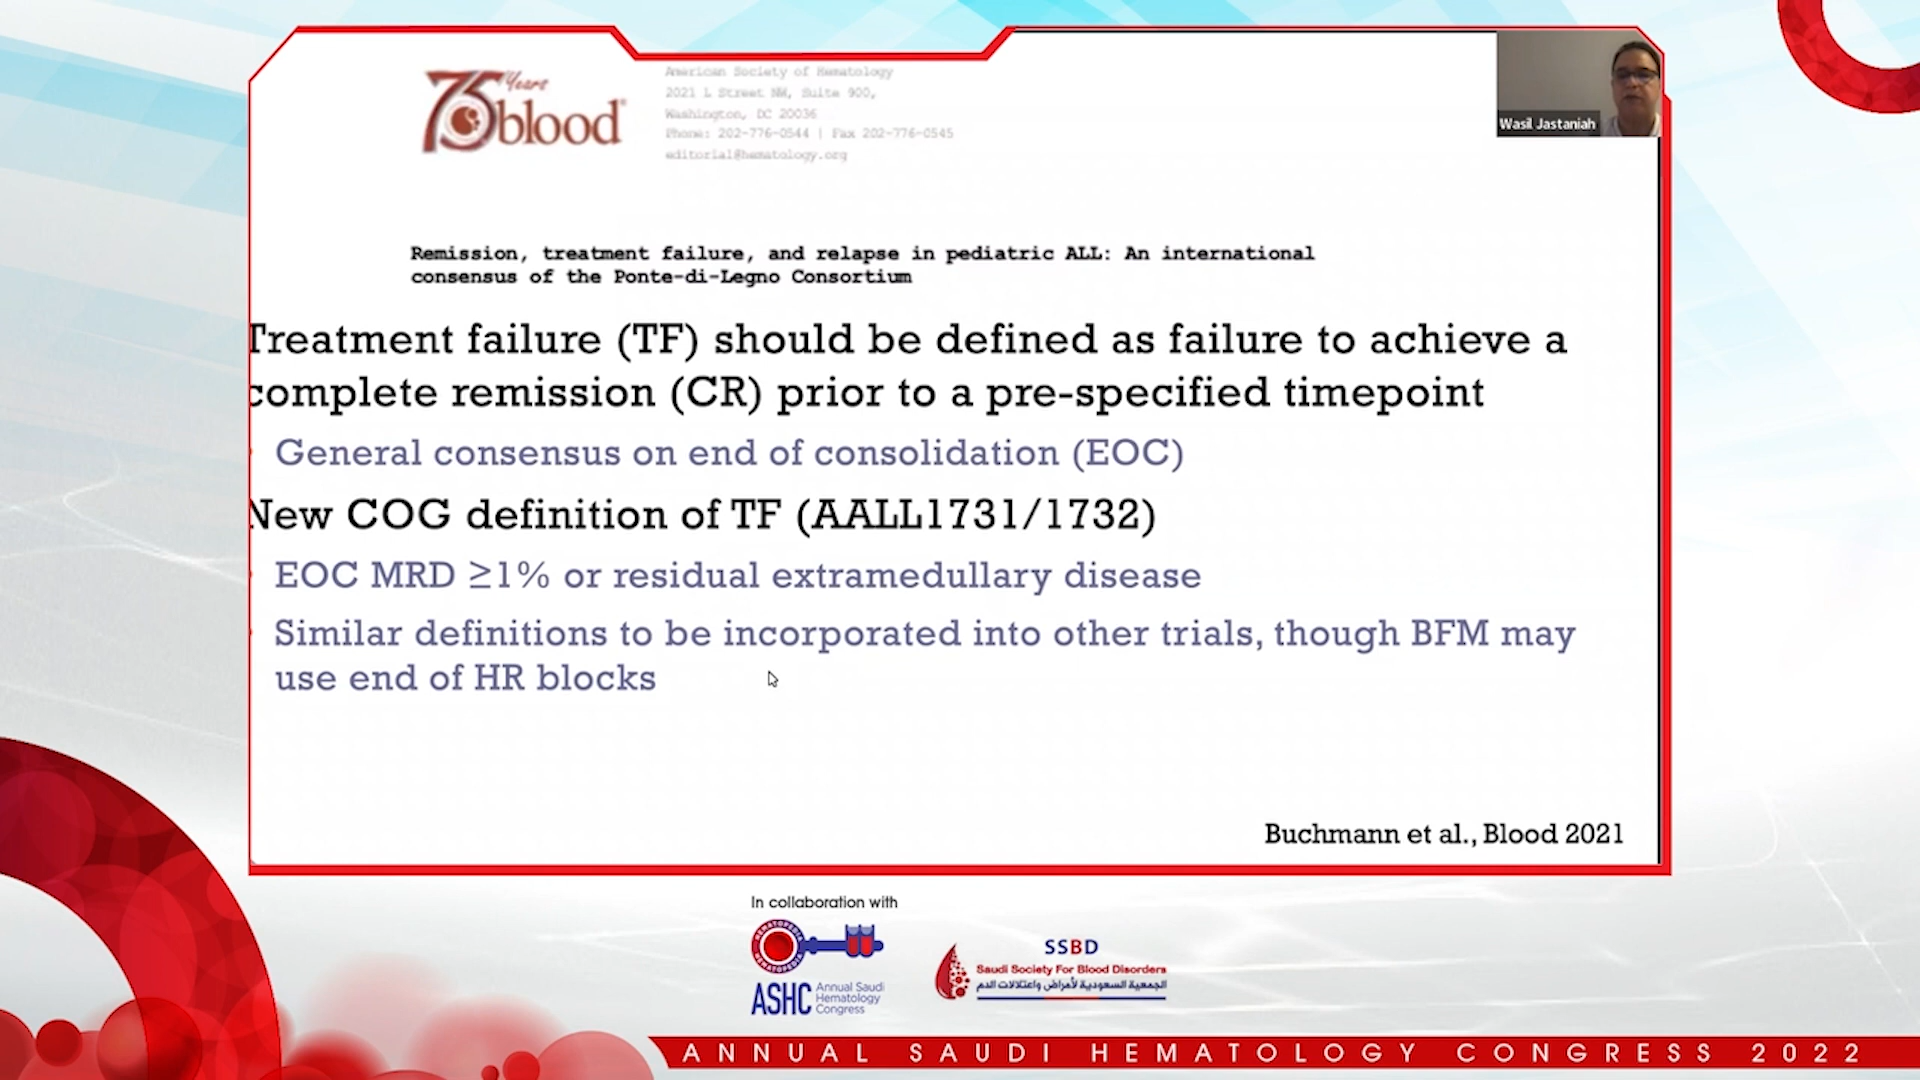 75 Years
blood
American Society of Hematology
2021 L Street NW, Suite 900,
Washington, DC 20036
Phone: 202-776-0544 | Fax 202-776-0545
editorial@hematology.org
Wasil Jastaniah
Remission, treatment failure, and relapse in pediatric ALL: An international
consensus of the Ponte-di-Legno Consortium
Treatment failure (TF) should be defined as failure to achieve a
complete remission (CR) prior to a pre-specified timepoint
General consensus on end of consolidation (EOC)
New COG definition of TF (AALL1731/1732)
EOC MRD ≥1% or residual extramedullary disease
Similar definitions to be incorporated into other trials, though BFM may
use end of HR blocks
Buchmann et al., Blood 2021
In collaboration with
HEMATOPEDIA
HEMATOPEDIA
ASHC Annual Saudi
Hematology
Congress
SSBD
Saudi Society For Blood Disorders
الجمعية السعودية لأمراض واعتلالات الدم
ANNUAL SAUDI HEMATOLOGY CONGRESS 2022